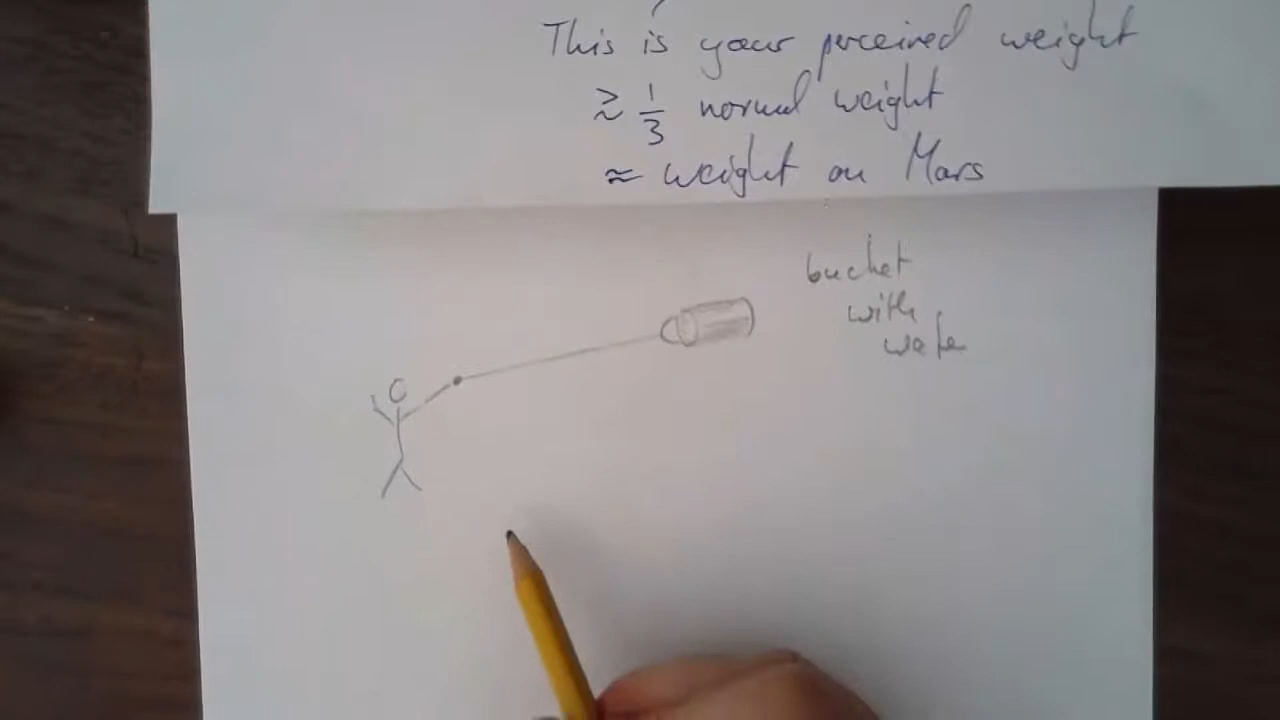 This is your perceived weight
≳ 1/3 normal weight
≈ weight on Mars
bucket
with
water